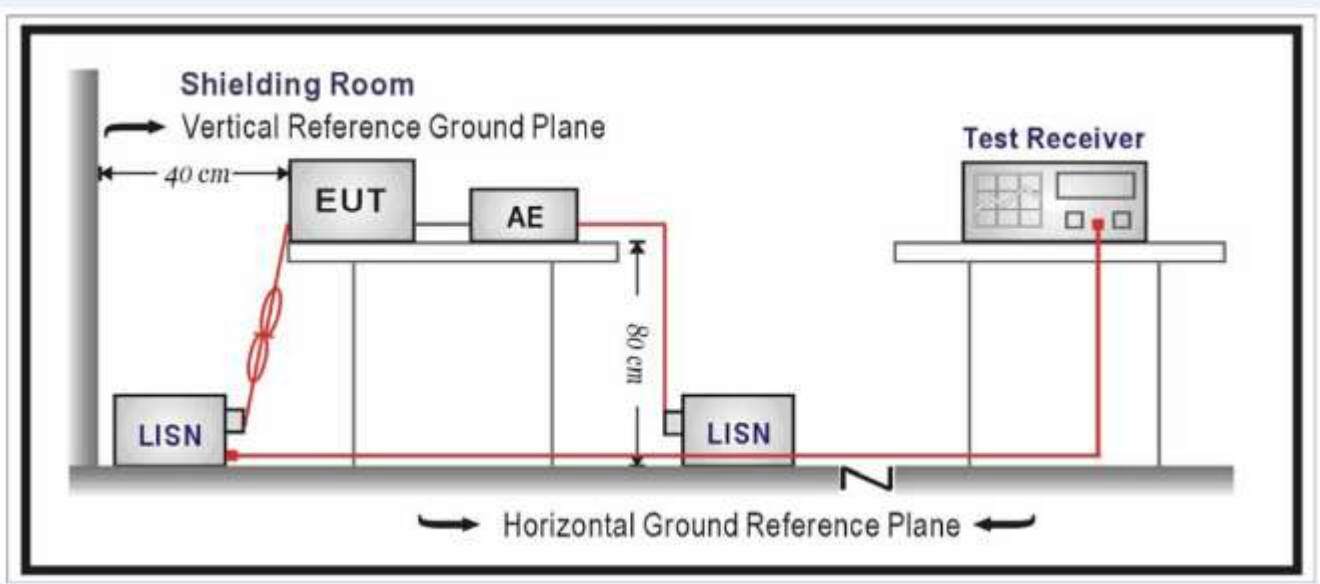 Shielding Room
Vertical Reference Ground Plane
Test Receiver
40 cm
EUT
AE
80 cm
LISN
LISN
Horizontal Ground Reference Plane